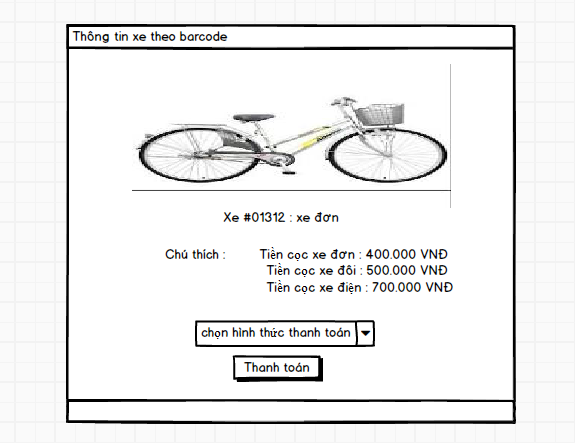 Thông tin xe theo barcode
Xe #01312 : xe đơn
Chú thích : Tiền cọc xe đơn : 400.000 VNĐ
Tiền cọc xe đôi : 500.000 VNĐ
Tiền cọc xe điện : 700.000 VNĐ
chọn hình thức thanh toán
Thanh toán